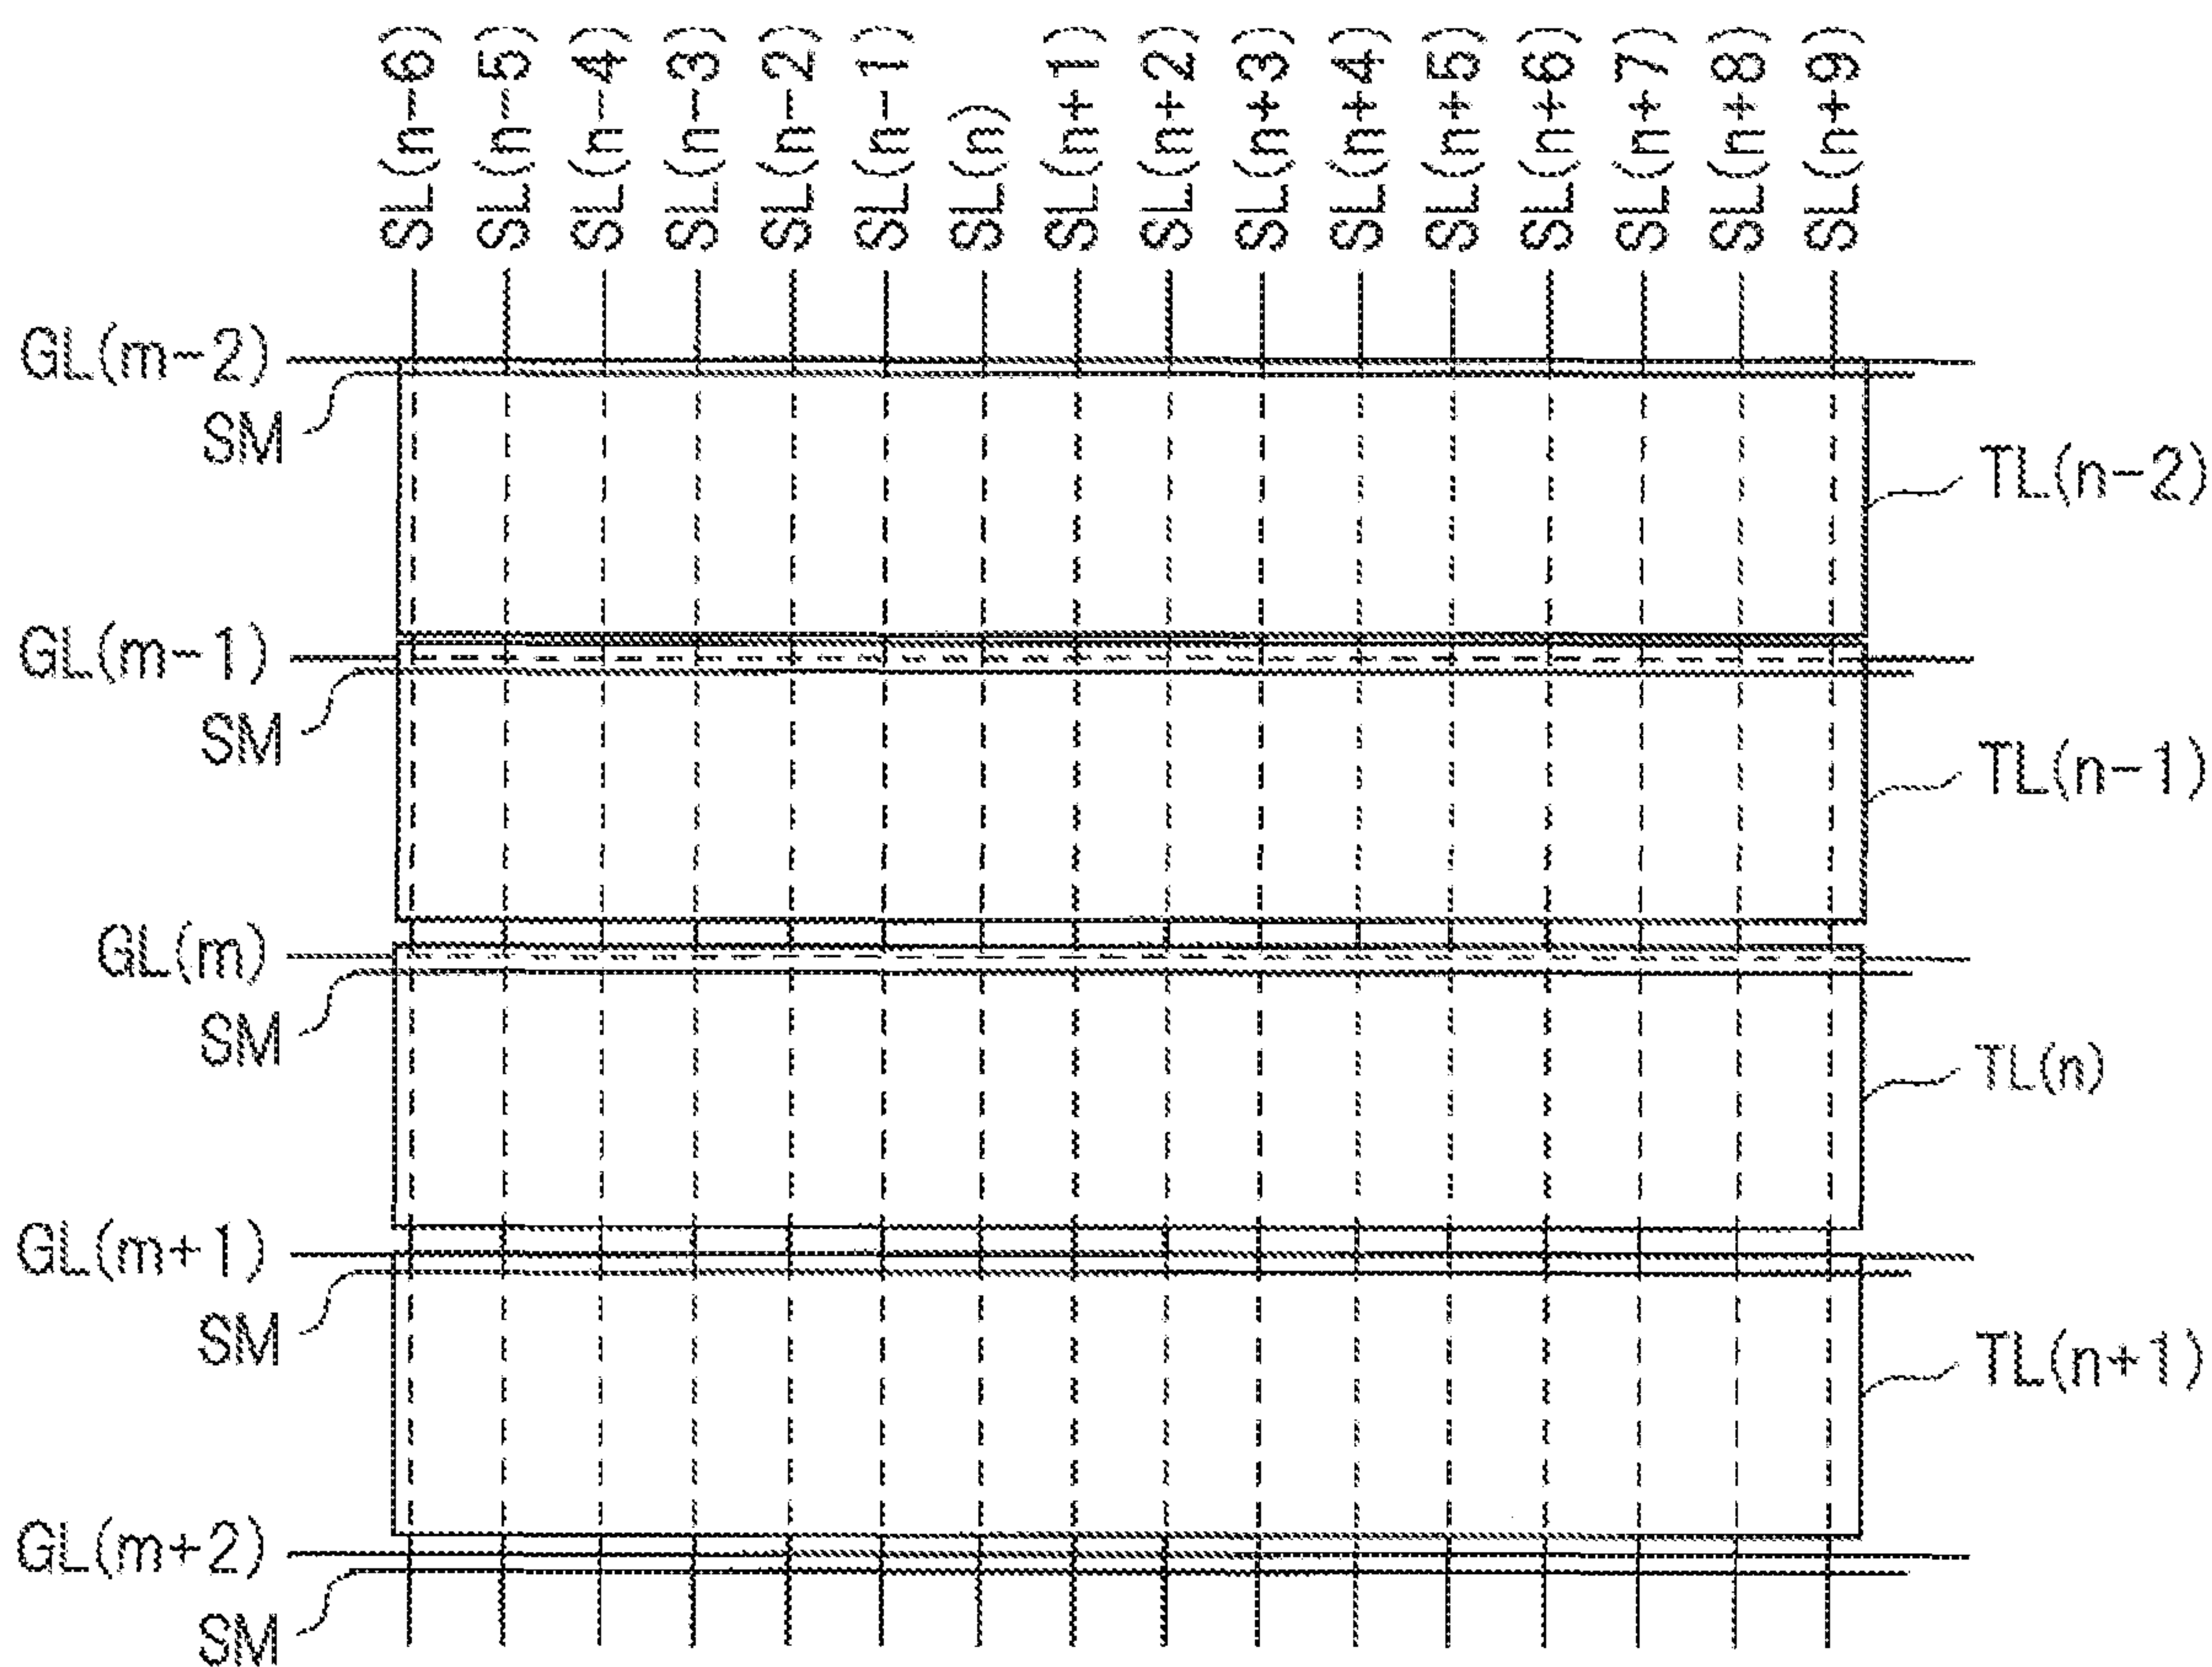 SL(n-6)
SL(n-5)
SL(n-4)
SL(n-3)
SL(n-2)
SL(n-1)
SL(n)
SL(n+1)
SL(n+2)
SL(n+3)
SL(n+4)
SL(n+5)
SL(n+6)
SL(n+7)
SL(n+8)
SL(n+9)
GL(m-2)
SM
TL(n-2)
GL(m-1)
SM
TL(n-1)
GL(m)
SM
TL(n)
GL(m+1)
SM
TL(n+1)
GL(m+2)
SM